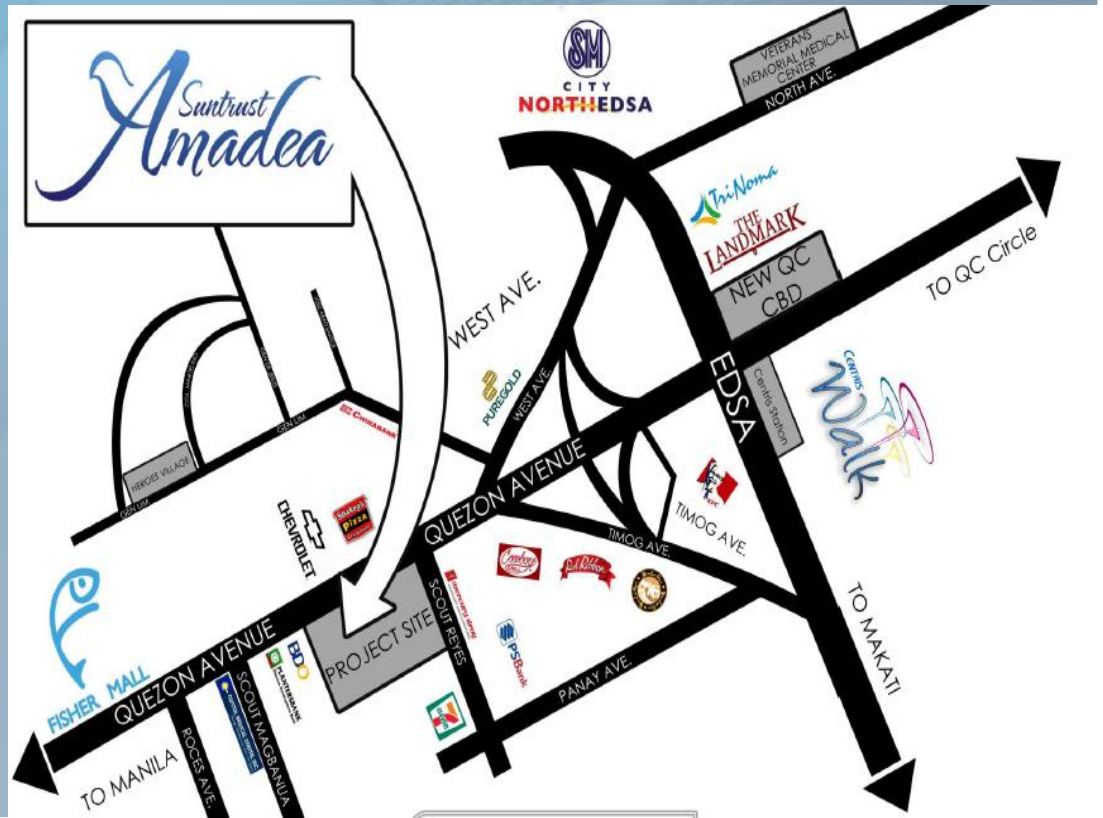 Suntrust
Amadea
SM
CITY
NORTH EDSA
VETERANS
MEMORIAL MEDICAL
CENTER
NORTH AVE.
TriNoma
THE
LANDMARK
NEW QC
CBD
TO QC Circle
WEST AVE.
PUREGOLD
WEST AVE.
EDSA
Centris Station
CENTRIS
Walk
GEN LIM
CHINABANK
HEROES VILLAGE
GEN LIM
CHEVROLET
Shakey's
Pizza
QUEZON AVENUE
KFC
TIMOG AVE.
TIMOG AVE.
Red Ribbon
mercury drug
SCOUT REYES
PSBank
PANAY AVE.
TO MAKATI
PROJECT SITE
BDO
PLANTERSBANK
7
ELEVEN
FISHER MALL
QUEZON AVENUE
SCOUT MAGBANUA
ROCES AVE.
TO MANILA